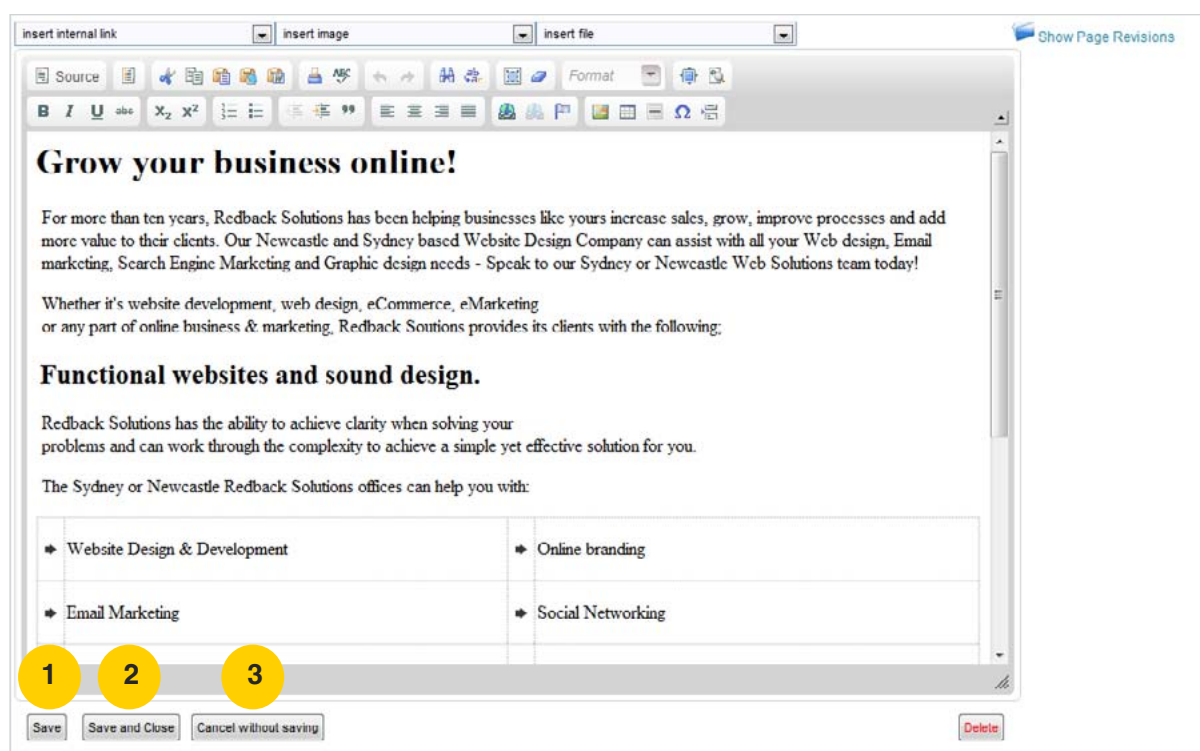 insert internal link insert image insert file Show Page Revisions
Source ABC Format
B I U abc X₂ X² Ω
Grow your business online!
For more than ten years, Redback Solutions has been helping businesses like yours increase sales, grow, improve processes and add
more value to their clients. Our Newcastle and Sydney based Website Design Company can assist with all your Web design, Email
marketing, Search Engine Marketing and Graphic design needs - Speak to our Sydney or Newcastle Web Solutions team today!
Whether it's website development, web design, eCommerce, eMarketing
or any part of online business & marketing, Redback Soutions provides its clients with the following;
Functional websites and sound design.
Redback Solutions has the ability to achieve clarity when solving your
problems and can work through the complexity to achieve a simple yet effective solution for you.
The Sydney or Newcastle Redback Solutions offices can help you with:
Website Design & Development Online branding
Email Marketing Social Networking
1 2 3
Save Save and Close Cancel without saving Delete